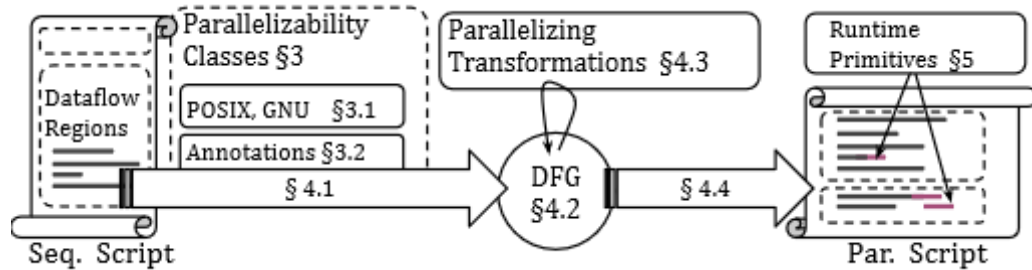 Parallelizability
Classes §3
Dataflow
Regions
POSIX, GNU §3.1
Annotations §3.2
§ 4.1
Seq. Script
Parallelizing
Transformations §4.3
DFG
§4.2
§ 4.4
Runtime
Primitives §5
Par. Script